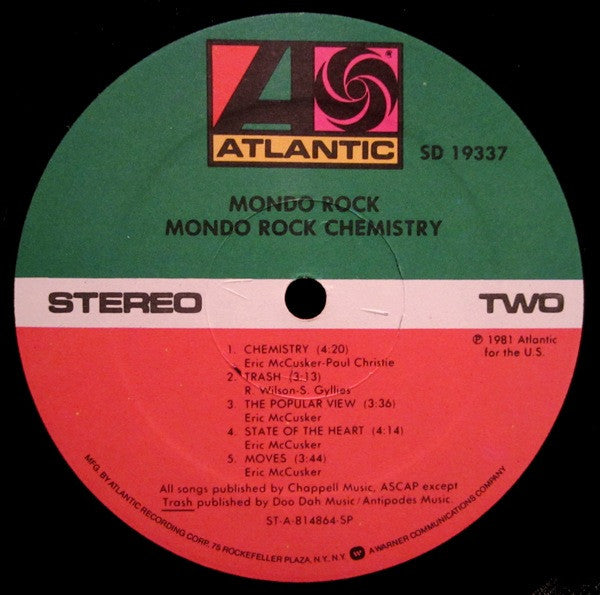 ATLANTIC
SD 19337
MONDO ROCK
MONDO ROCK CHEMISTRY
STEREO
TWO
℗ 1981 Atlantic
for the U.S.
1. CHEMISTRY (4:20)
Eric McCusker-Paul Christie
2. TRASH (3:13)
R. Wilson-S. Gyllies
3. THE POPULAR VIEW (3:36)
Eric McCusker
4. STATE OF THE HEART (4:14)
Eric McCusker
5. MOVES (3:44)
Eric McCusker
All songs published by Chappell Music, ASCAP except
Trash published by Doo Dah Music/Antipodes Music.
ST-A-814864-SP
MFG. BY ATLANTIC RECORDING CORP., 75 ROCKEFELLER PLAZA, N.Y., N.Y. A WARNER COMMUNICATIONS COMPANY